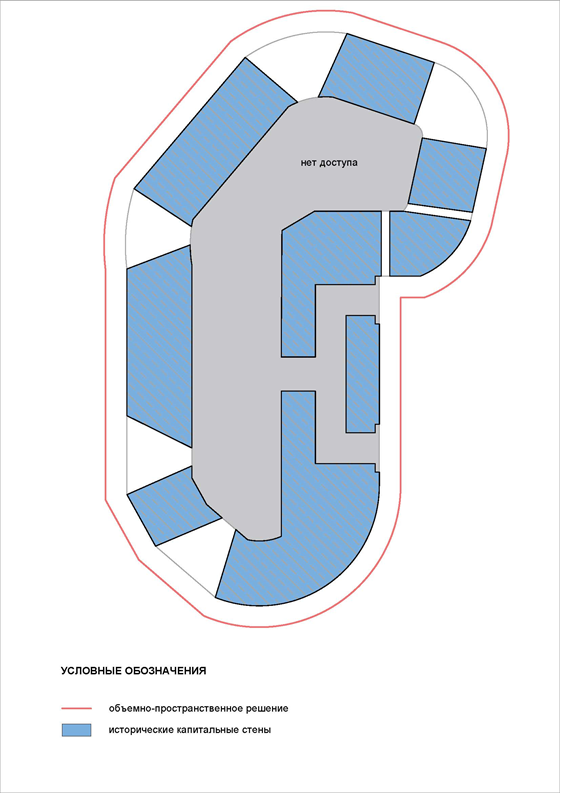 нет доступа
УСЛОВНЫЕ ОБОЗНАЧЕНИЯ
объемно-пространственное решение
исторические капитальные стены